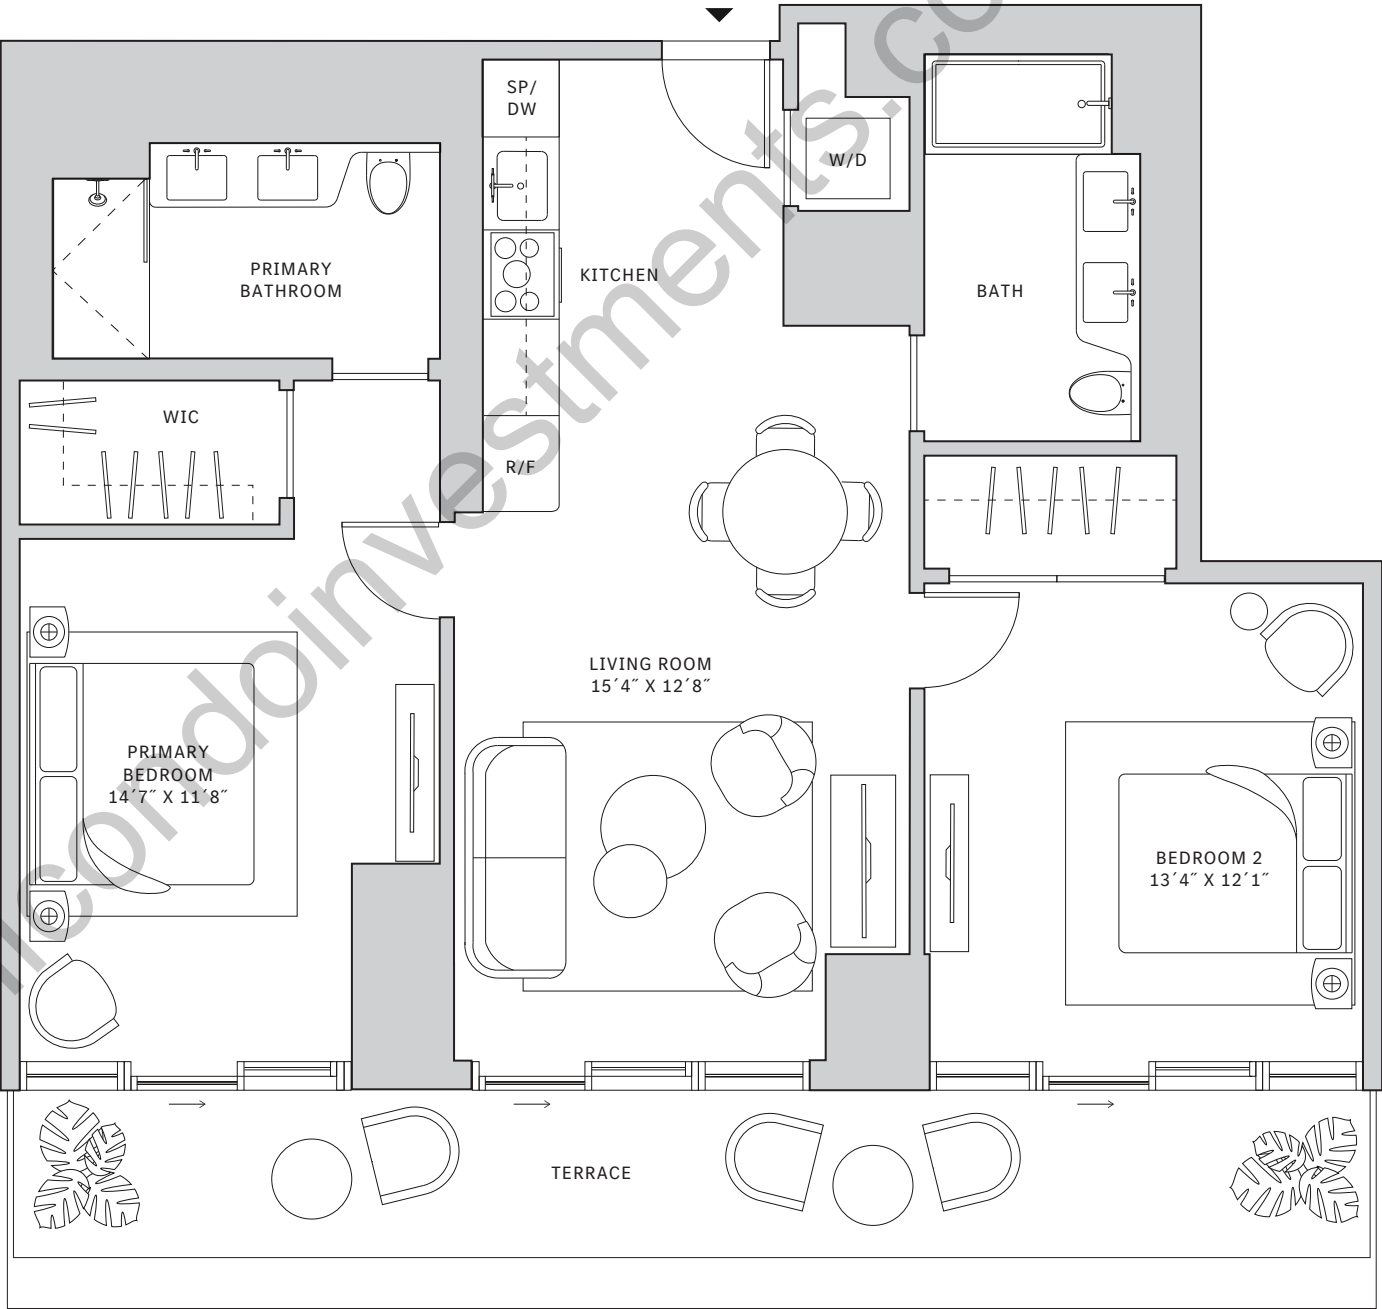 SP/
DW
W/D
PRIMARY
BATHROOM
KITCHEN
BATH
WIC
R/F
LIVING ROOM
15´4˝ X 12´8˝
PRIMARY
BEDROOM
14´7˝ X 11´8˝
BEDROOM 2
13´4˝ X 12´1˝
TERRACE